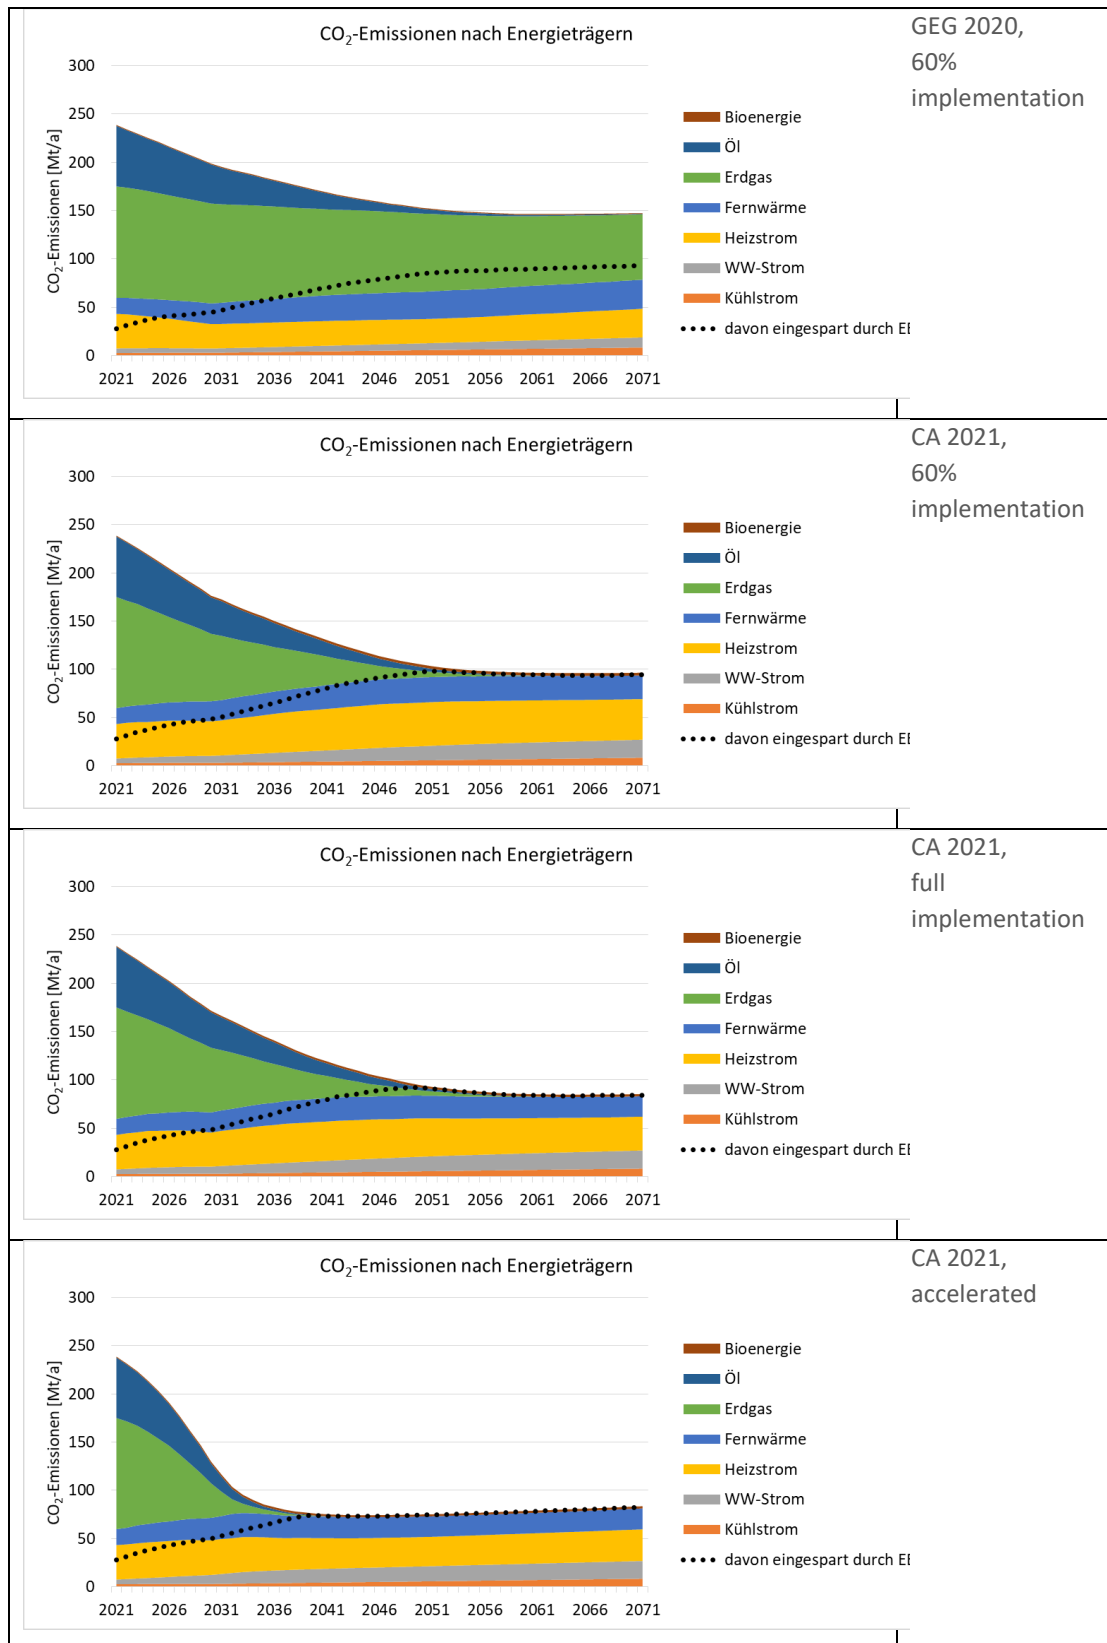 CO₂-Emissionen nach Energieträgern
GEG 2020,
60%
implementation
CO₂-Emissionen [Mt/a]
300
250
200
150
100
50
0
2021 2026 2031 2036 2041 2046 2051 2056 2061 2066 2071
Bioenergie
Öl
Erdgas
Fernwärme
Heizstrom
WW-Strom
Kühlstrom
davon eingespart durch EE
CO₂-Emissionen nach Energieträgern
CA 2021,
60%
implementation
CO₂-Emissionen [Mt/a]
300
250
200
150
100
50
0
2021 2026 2031 2036 2041 2046 2051 2056 2061 2066 2071
Bioenergie
Öl
Erdgas
Fernwärme
Heizstrom
WW-Strom
Kühlstrom
davon eingespart durch EE
CO₂-Emissionen nach Energieträgern
CA 2021,
full
implementation
CO₂-Emissionen [Mt/a]
300
250
200
150
100
50
0
2021 2026 2031 2036 2041 2046 2051 2056 2061 2066 2071
Bioenergie
Öl
Erdgas
Fernwärme
Heizstrom
WW-Strom
Kühlstrom
davon eingespart durch EE
CO₂-Emissionen nach Energieträgern
CA 2021,
accelerated
CO₂-Emissionen [Mt/a]
300
250
200
150
100
50
0
2021 2026 2031 2036 2041 2046 2051 2056 2061 2066 2071
Bioenergie
Öl
Erdgas
Fernwärme
Heizstrom
WW-Strom
Kühlstrom
davon eingespart durch EE